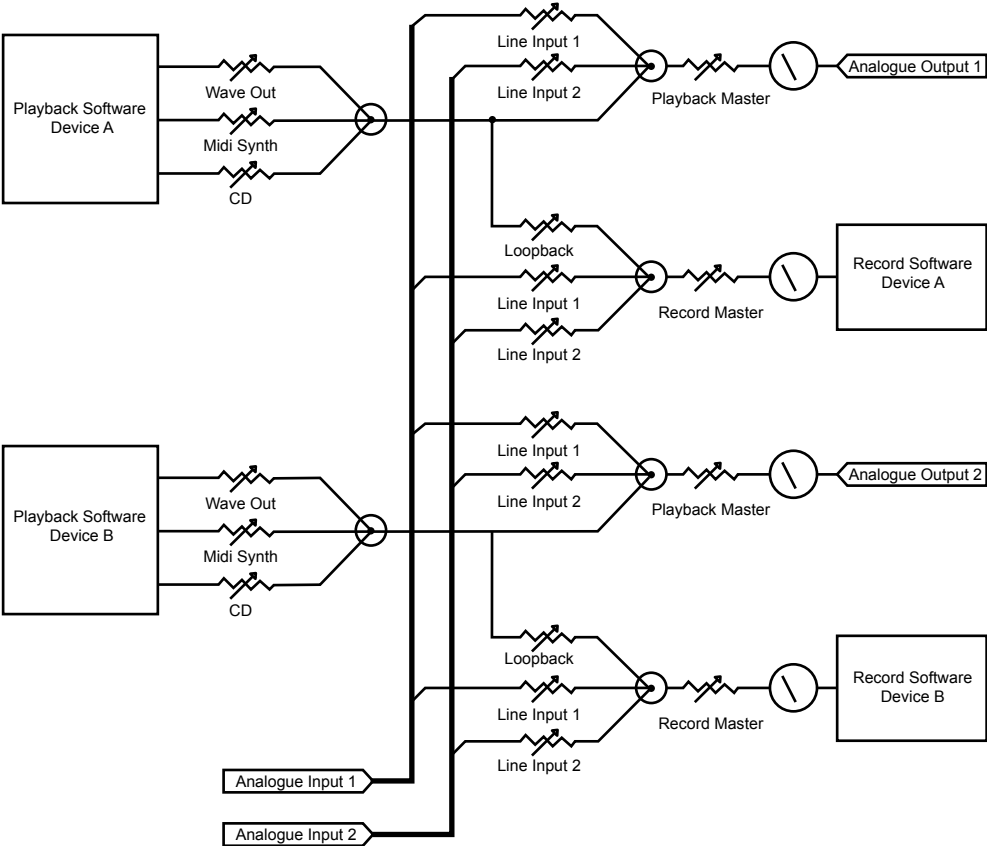 Line Input 1
Line Input 2
Playback Master
Analogue Output 1
Playback Software
Device A
Wave Out
Midi Synth
CD
Loopback
Line Input 1
Line Input 2
Record Master
Record Software
Device A
Line Input 1
Line Input 2
Playback Master
Analogue Output 2
Playback Software
Device B
Wave Out
Midi Synth
CD
Loopback
Line Input 1
Line Input 2
Record Master
Record Software
Device B
Analogue Input 1
Analogue Input 2